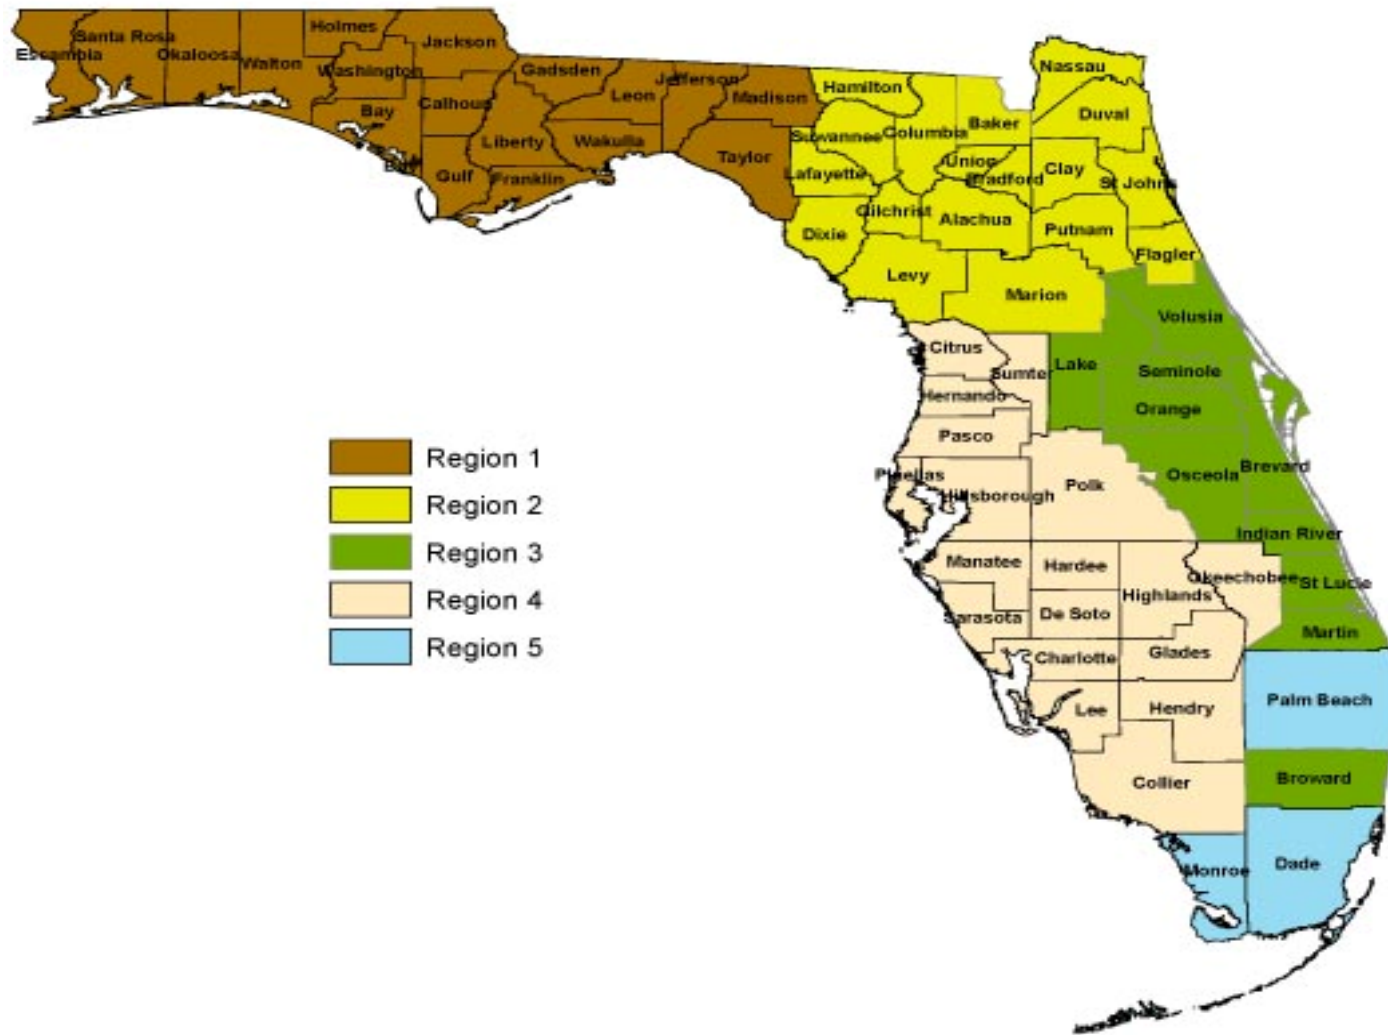 Holmes
Santa Rosa
Jackson
Escambia
Okaloosa
Walton
Washington
Gadsden
Jefferson
Nassau
Calhoun
Leon
Madison
Hamilton
Bay
Duval
Liberty
Wakulla
Suwannee
Columbia
Baker
Taylor
Union
Bay
Gulf
Franklin
Lafayette
Bradford
Clay
St Johns
Gilchrist
Alachua
Dixie
Putnam
Flagler
Levy
Marion
Volusia
Citrus
Sumter
Lake
Seminole
Hernando
Orange
Pasco
Region 1
Pinellas
Hillsborough
Polk
Osceola
Brevard
Region 2
Indian River
Region 3
Manatee
Hardee
Okeechobee
St Lucie
Highlands
Region 4
Sarasota
De Soto
Martin
Region 5
Charlotte
Glades
Palm Beach
Lee
Hendry
Collier
Broward
Monroe
Dade